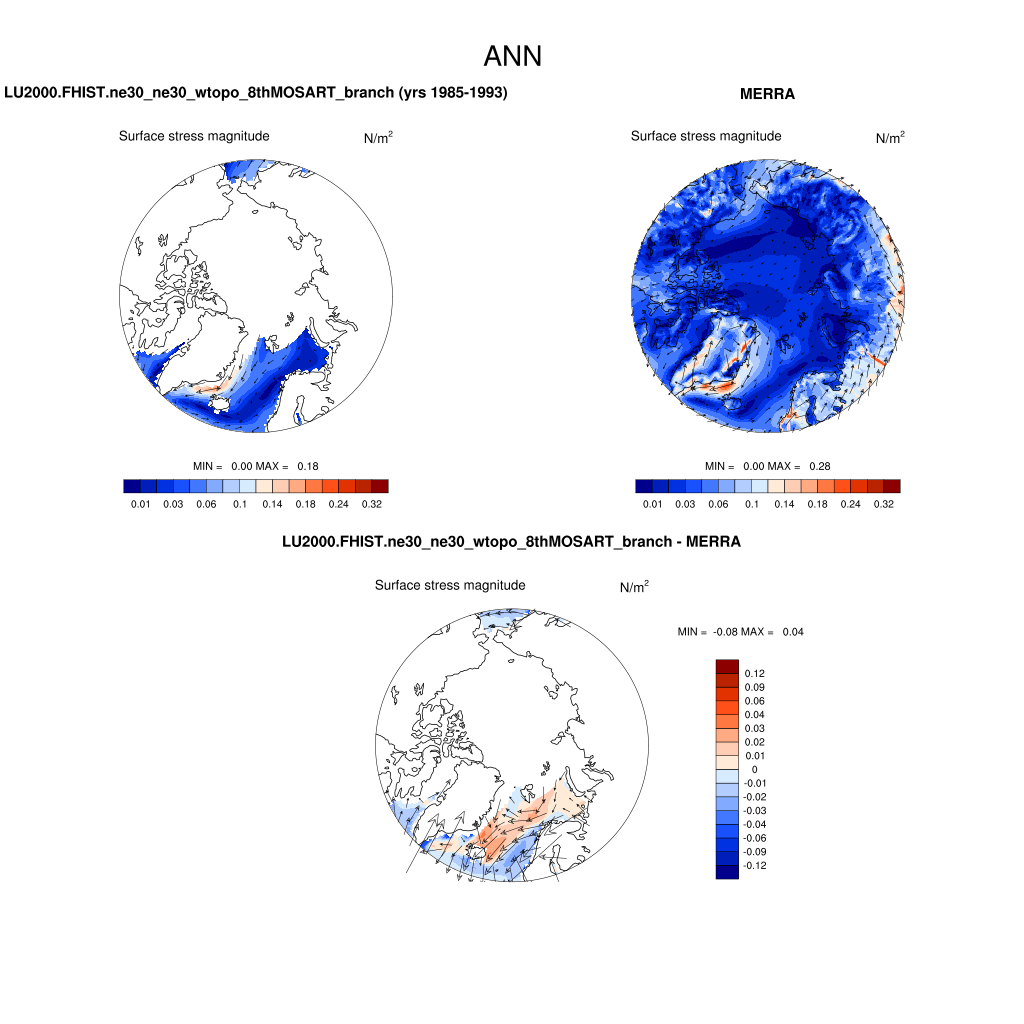 ANN
LU2000.FHIST.ne30_ne30_wtopo_8thMOSART_branch (yrs 1985-1993)
MERRA
Surface stress magnitude N/m2
Surface stress magnitude N/m2
MIN = 0.00 MAX = 0.18
MIN = 0.00 MAX = 0.28
0.01 0.03 0.06 0.1 0.14 0.18 0.24 0.32
0.01 0.03 0.06 0.1 0.14 0.18 0.24 0.32
LU2000.FHIST.ne30_ne30_wtopo_8thMOSART_branch - MERRA
Surface stress magnitude N/m2
MIN = -0.08 MAX = 0.04
0.12
0.09
0.06
0.04
0.03
0.02
0.01
0
-0.01
-0.02
-0.03
-0.04
-0.06
-0.09
-0.12